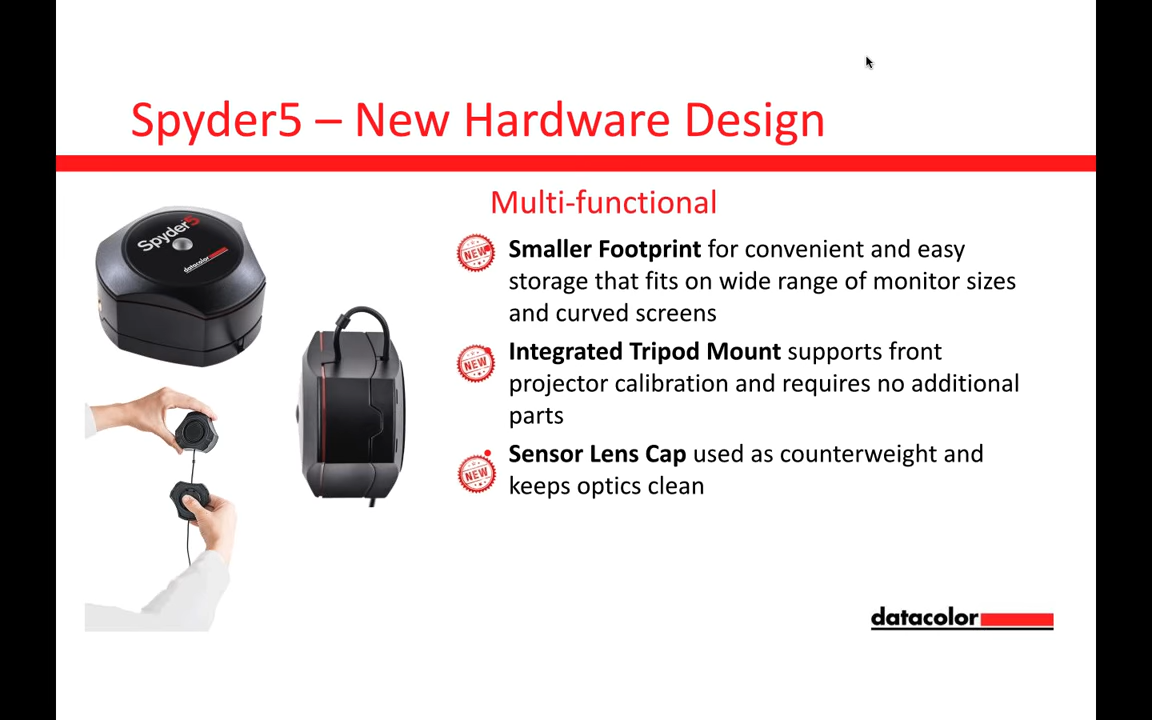 Spyder5 – New Hardware Design
Multi-functional
Spyder5
datacolor
NEW
Smaller Footprint for convenient and easy
storage that fits on wide range of monitor sizes
and curved screens
NEW
Integrated Tripod Mount supports front
projector calibration and requires no additional
parts
NEW
Sensor Lens Cap used as counterweight and
keeps optics clean
datacolor